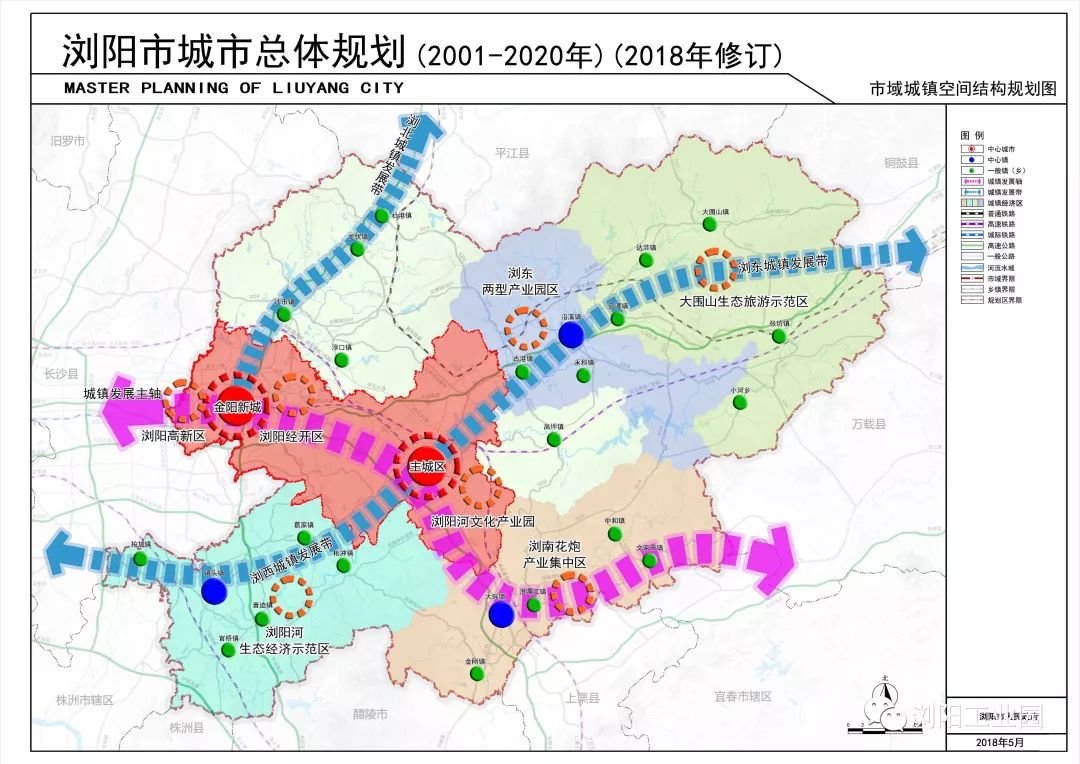 浏阳市城市总体规划(2001-2020年)(2018年修订)
MASTER PLANNING OF LIUYANG CITY
市域城镇空间结构规划图
图 例
中心城市
中心镇
一般镇（乡）
城镇发展轴
城镇发展带
城镇经济区
普通铁路
高速铁路
城际铁路
高速公路
一般公路
河流水域
市域界限
乡镇界限
规划区界限
汨罗市
平江县
铜鼓县
浏北城镇发展带
社港镇
龙伏镇
大围山镇
达浒镇
浏东城镇发展带
浏东
两型产业园区
大围山生态旅游示范区
沙市镇
沿溪镇
官渡镇
张坊镇
淳口镇
古港镇
永和镇
长沙县
小河乡
城镇发展主轴
金阳新城
浏阳高新区
浏阳经开区
高坪镇
万载县
主城区
浏阳河文化产业园
中和镇
葛家镇
浏南花炮
产业集中区
文家市镇
柏加镇
浏西城镇发展带
枨冲镇
镇头镇
普迹镇
大瑶镇
澄潭江镇
浏阳河
生态经济示范区
官桥镇
金刚镇
株洲市辖区
株洲县
醴陵市
上栗县
宜春市辖区
北
浏阳工业园
浏阳市人民政府
2018年5月